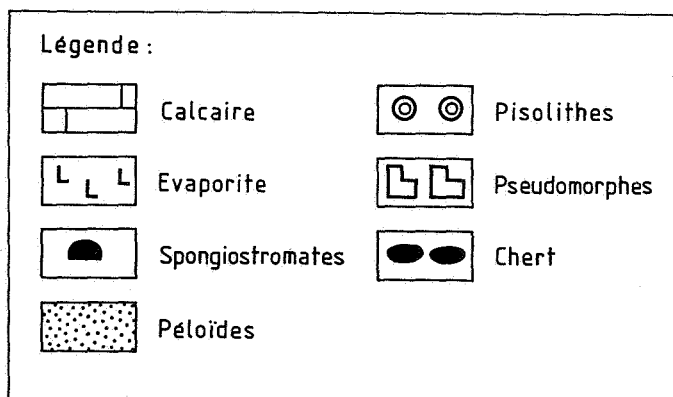 Légende :
Calcaire
Pisolithes
L L L
Evaporite
Pseudomorphes
Spongiostromates
Chert
Péloïdes